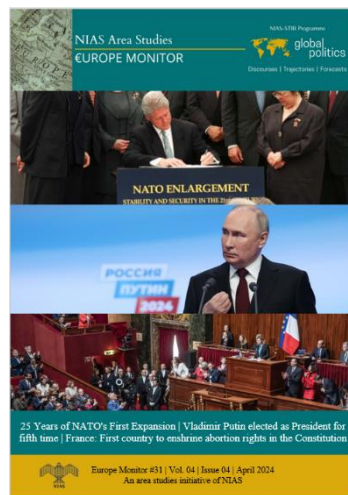 NIAS Area Studies
€UROPE MONITOR
NIAS-STIR Programme
global
politics
Discourses | Trajectories | Forecasts
NATO ENLARGEMENT
STABILITY AND SECURITY IN THE 21
РОССИЯ
ПУТИН
2024
25 Years of NATO's First Expansion | Vladimir Putin elected as President for
fifth time | France: First country to enshrine abortion rights in the Constitution
NIAS
Europe Monitor #31 | Vol. 04 | Issue 04 | April 2024
An area studies initiative of NIAS